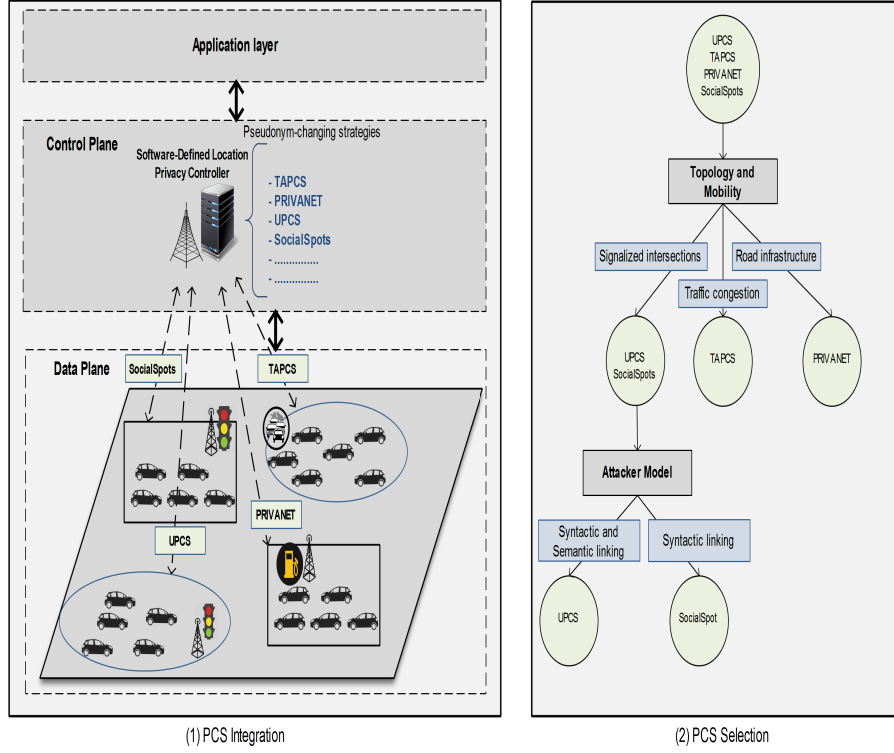 Application layer
Control Plane
Pseudonym-changing strategies
Software-Defined Location
Privacy Controller
- TAPCS
- PRIVANET
- UPCS
- SocialSpots
- ...............
- ...............
Data Plane
SocialSpots
TAPCS
PRIVANET
UPCS
(1) PCS Integration
UPCS
TAPCS
PRIVANET
SocialSpots
Topology and
Mobility
Signalized intersections
Road infrastructure
Traffic congestion
UPCS
SocialSpots
TAPCS
PRIVANET
Attacker Model
Syntactic and
Semantic linking
Syntactic linking
UPCS
SocialSpot
(2) PCS Selection